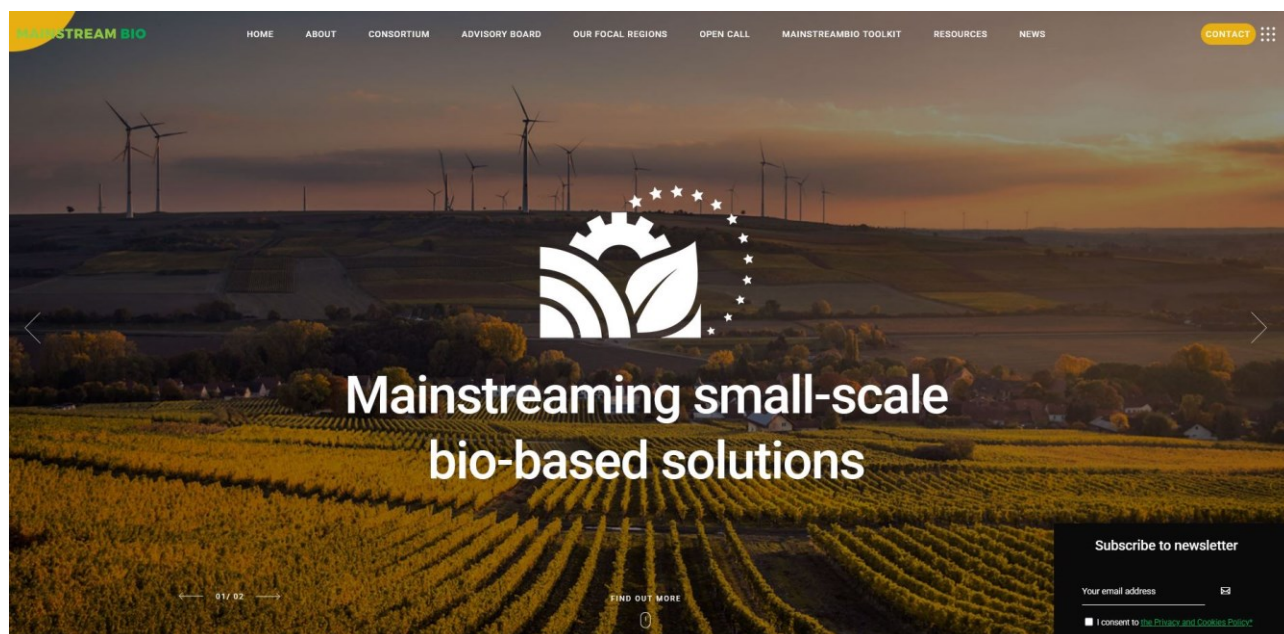 MAINSTREAM BIO
HOME ABOUT CONSORTIUM ADVISORY BOARD OUR FOCAL REGIONS OPEN CALL MAINSTREAMBIO TOOLKIT RESOURCES NEWS CONTACT
Mainstreaming small-scale
bio-based solutions
Subscribe to newsletter
Your email address
01/ 02
FIND OUT MORE
I consent to the Privacy and Cookies Policy*